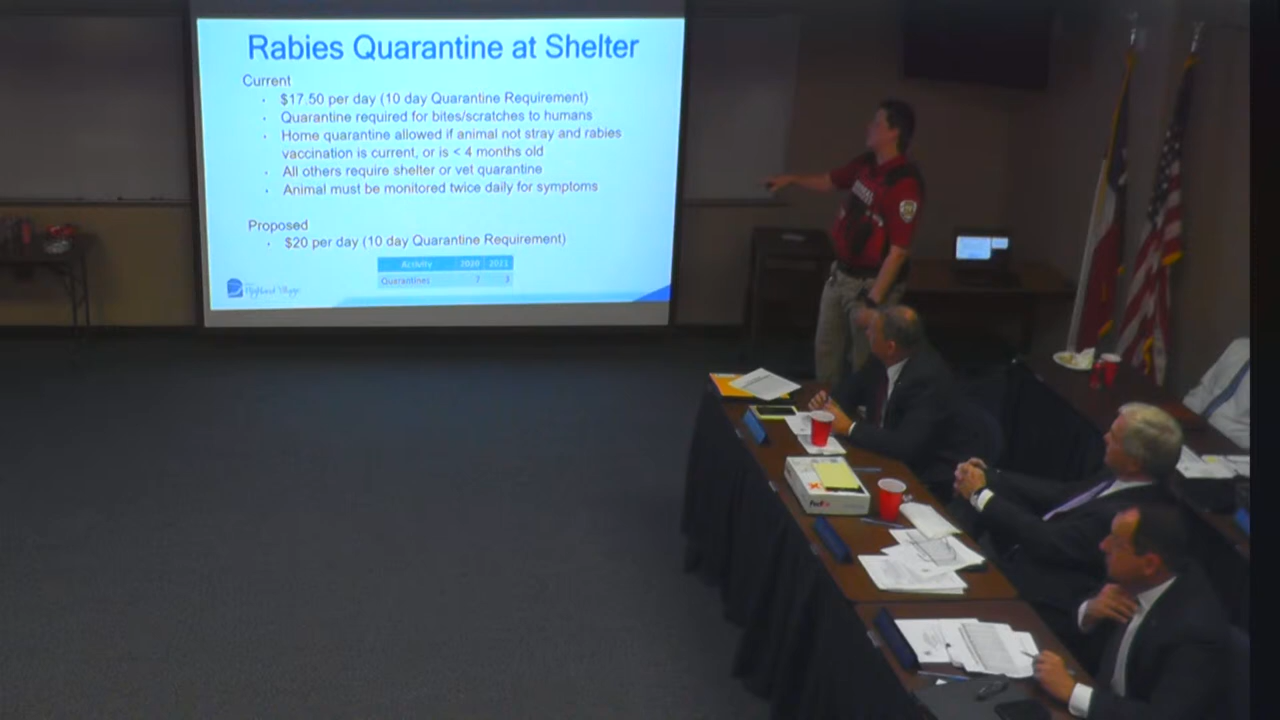 Rabies Quarantine at Shelter
Current
· $17.50 per day (10 day Quarantine Requirement)
· Quarantine required for bites/scratches to humans
· Home quarantine allowed if animal not stray and rabies
vaccination is current, or is < 4 months old
· All others require shelter or vet quarantine
· Animal must be monitored twice daily for symptoms
Proposed
· $20 per day (10 day Quarantine Requirement)
Activity 2020 2021
Quarantines 7 3
Highland Village
FedEx